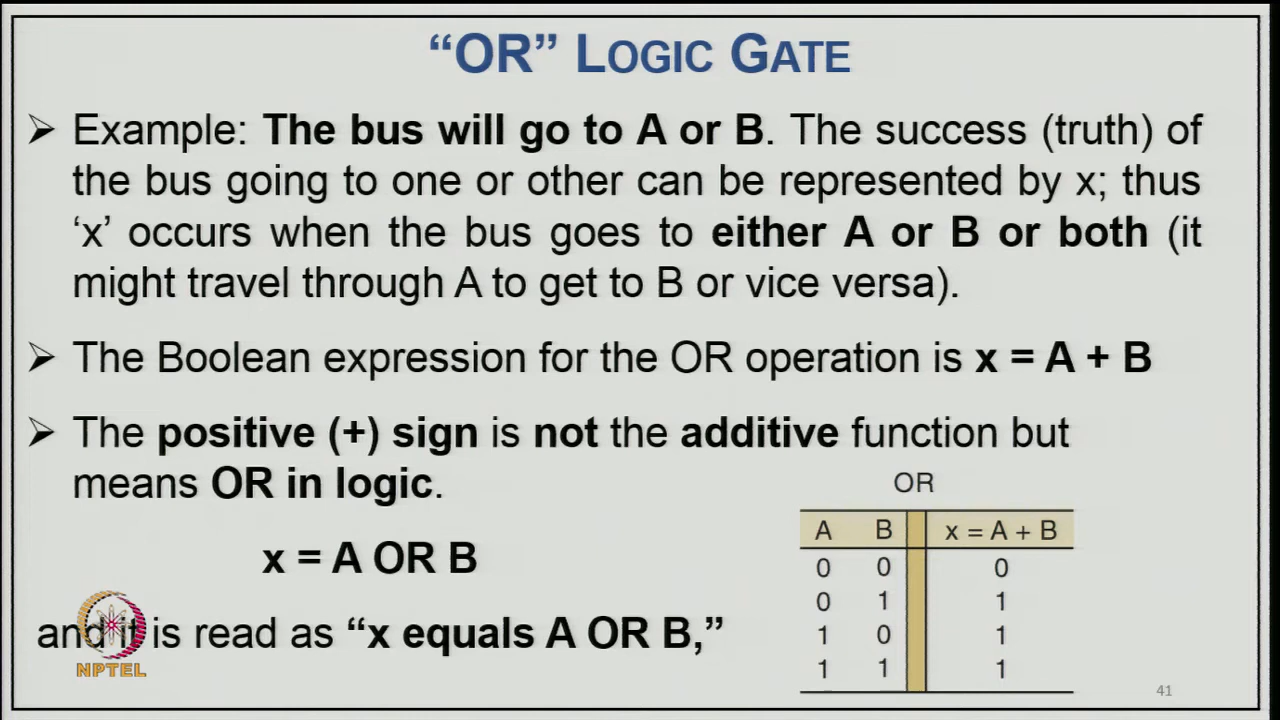 “OR” LOGIC GATE
➢ Example: The bus will go to A or B. The success (truth) of
the bus going to one or other can be represented by x; thus
‘x’ occurs when the bus goes to either A or B or both (it
might travel through A to get to B or vice versa).
➢ The Boolean expression for the OR operation is x = A + B
➢ The positive (+) sign is not the additive function but
means OR in logic.
x = A OR B
and it is read as “x equals A OR B,”
NPTEL
OR
A B x = A + B
0 0 0
0 1 1
1 0 1
1 1 1
41